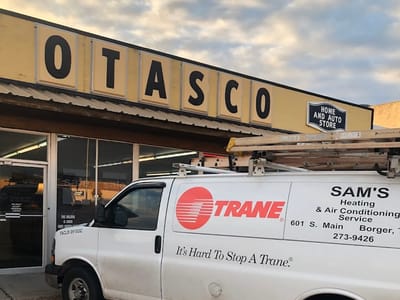 OTASCO
HOME
AND AUTO
STORE
TRANE®
It's Hard To Stop A Trane.®
SAM'S
Heating
& Air Conditioning
Service
601 S. Main Borger, T
273-9426